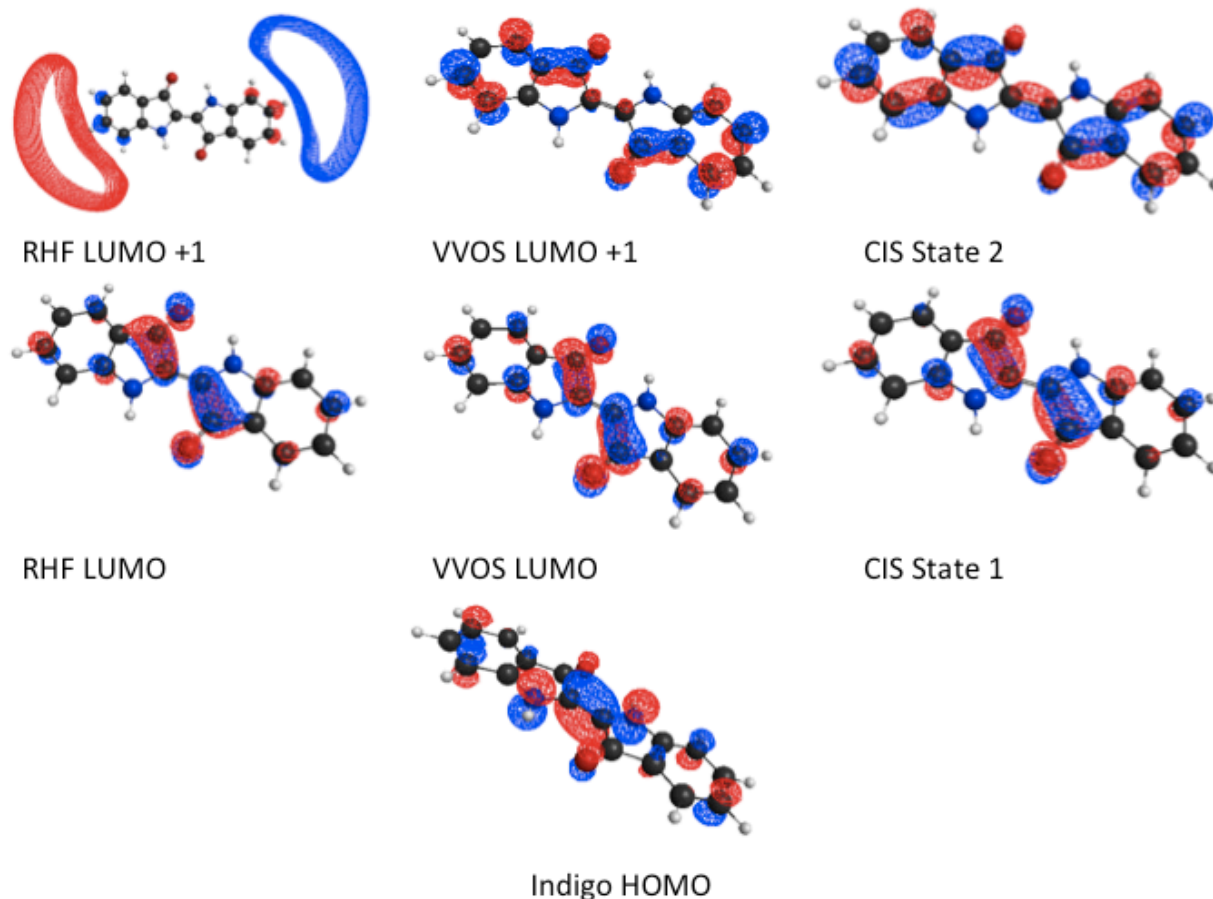 RHF LUMO +1
VVOS LUMO +1
CIS State 2
RHF LUMO
VVOS LUMO
CIS State 1
Indigo HOMO